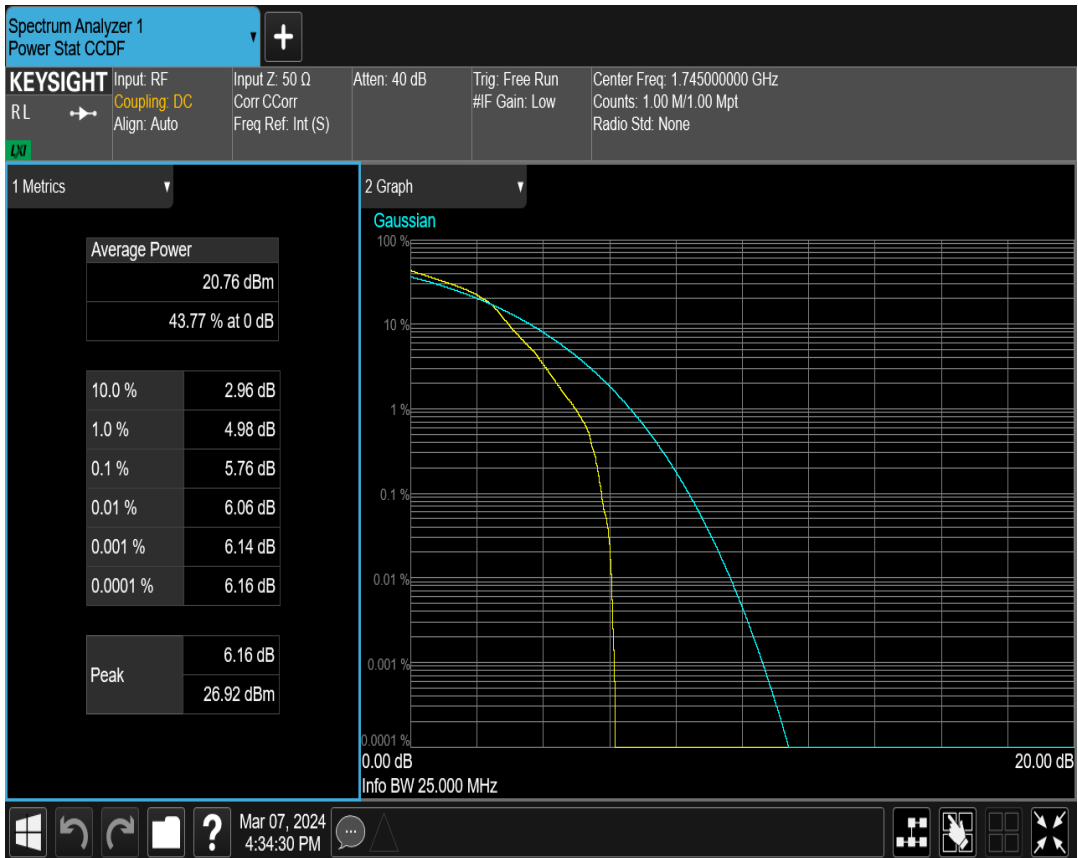 Spectrum Analyzer 1
Power Stat CCDF
+
KEYSIGHT
RL
LXI
Input: RF
Coupling: DC
Align: Auto
Input Z: 50 Ω
Corr CCorr
Freq Ref: Int (S)
Atten: 40 dB
Trig: Free Run
#IF Gain: Low
Center Freq: 1.745000000 GHz
Counts: 1.00 M/1.00 Mpt
Radio Std: None
1 Metrics
Average Power
20.76 dBm
43.77 % at 0 dB
10.0 % 2.96 dB
1.0 % 4.98 dB
0.1 % 5.76 dB
0.01 % 6.06 dB
0.001 % 6.14 dB
0.0001 % 6.16 dB
Peak
6.16 dB
26.92 dBm
2 Graph
Gaussian
100 %
10 %
1 %
0.1 %
0.01 %
0.001 %
0.0001 %
0.00 dB 20.00 dB
Info BW 25.000 MHz
?
Mar 07, 2024
4:34:30 PM